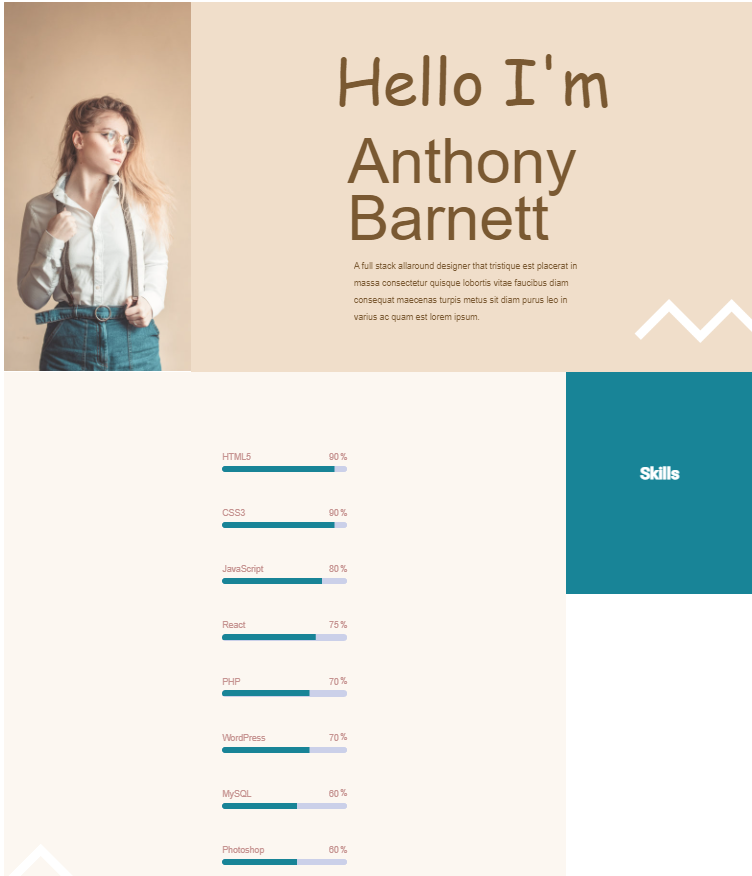 Hello I'm
Anthony
Barnett
A full stack allaround designer that tristique est placerat in
massa consectetur quisque lobortis vitae faucibus diam
consequat maecenas turpis metus sit diam purus leo in
varius ac quam est lorem ipsum.
Skills
HTML5 90%
CSS3 90%
JavaScript 80%
React 75%
PHP 70%
WordPress 70%
MySQL 60%
Photoshop 60%